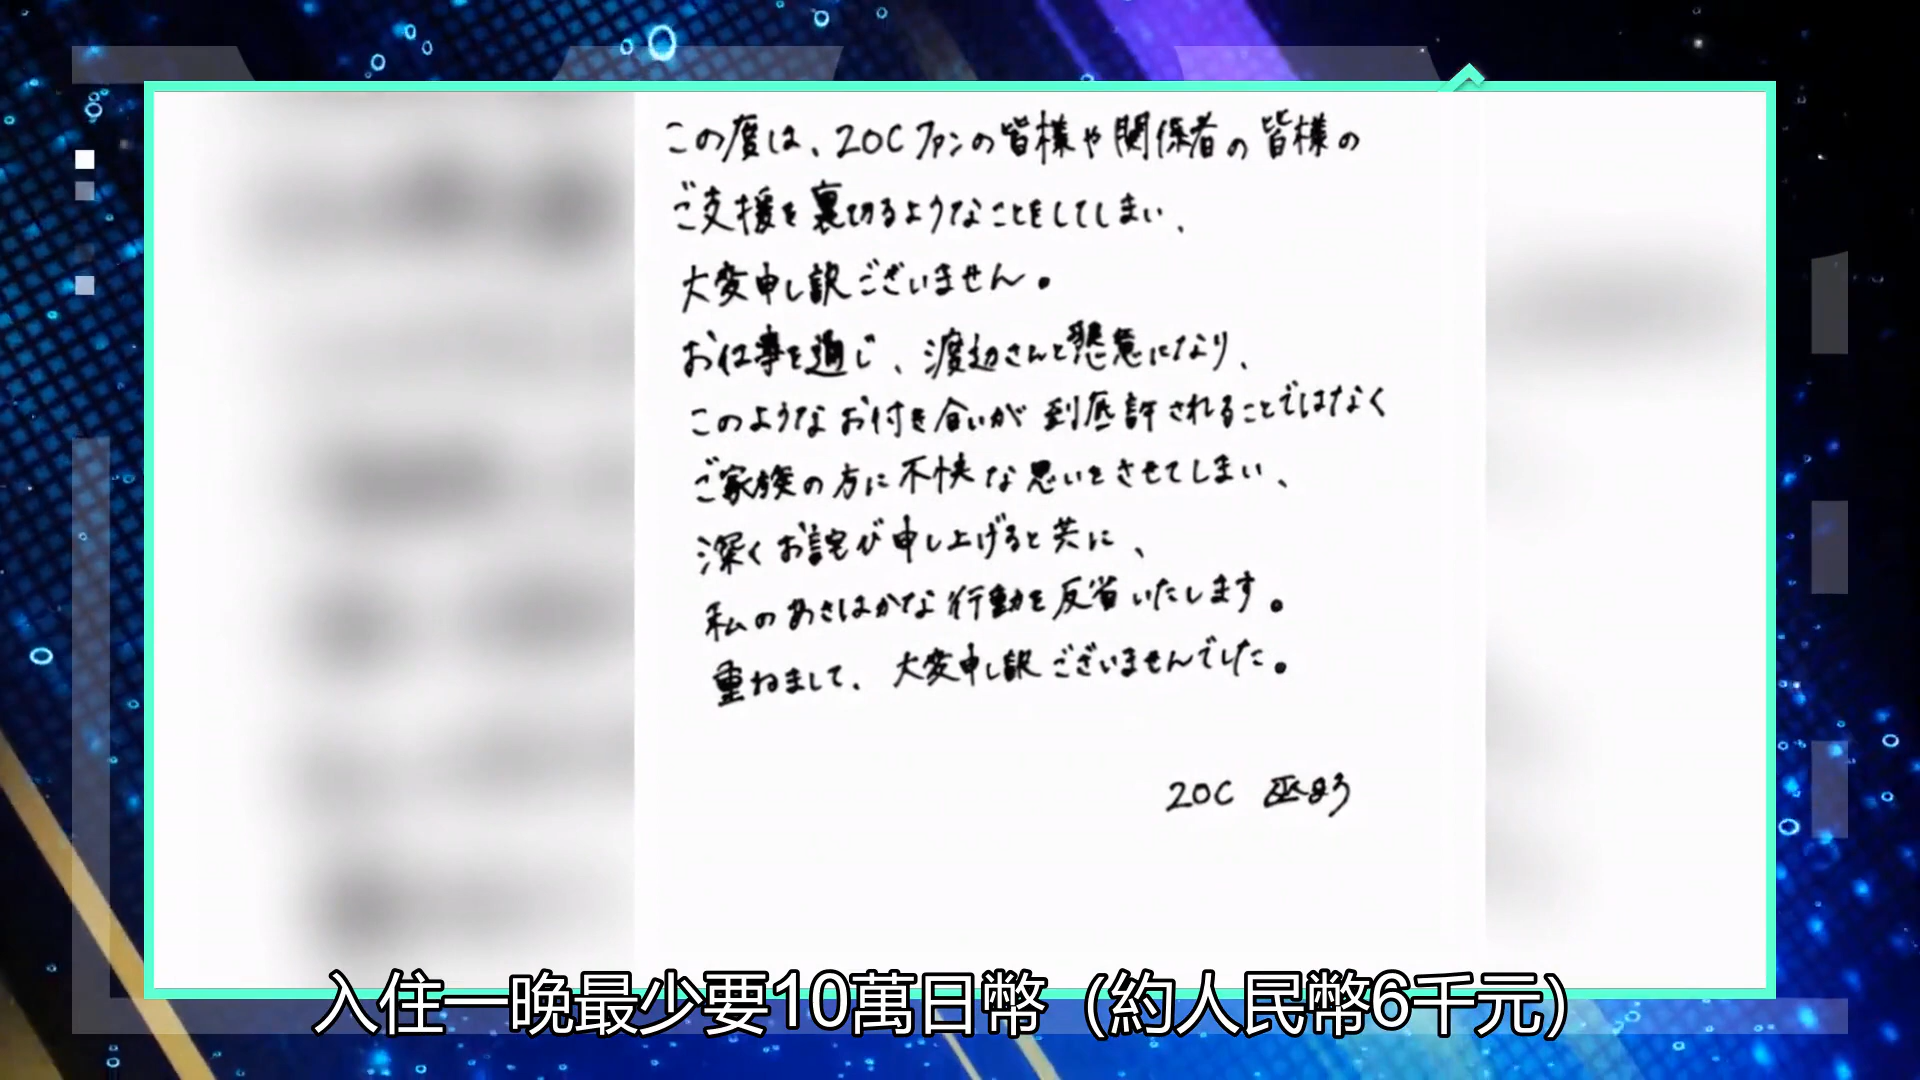 この度は、ZOCファンの皆様や関係者の皆様の
ご支援を裏切るようなことをしてしまい、
大変申し訳ございません。
お仕事を通じ、渡辺さんと懇意になり、
このようなお付き合いが到底許されることではなく
ご家族の方に不快な思いをさせてしまい、
深くお詫び申し上げると共に、
私のあさはかな行動を反省いたします。
重ねまして、大変申し訳ございませんでした。
ZOC 巫まろ
入住一晚最少要10萬日幣（約人民幣6千元）